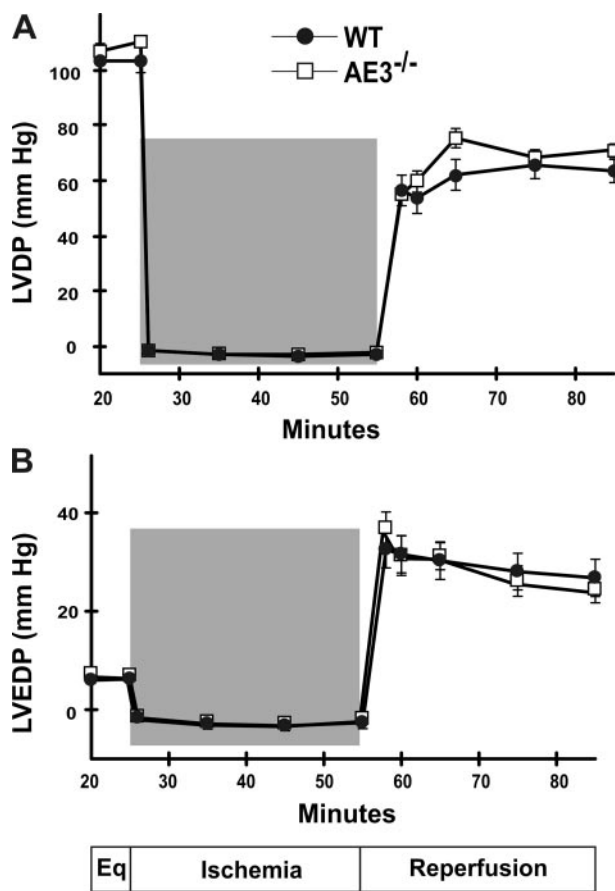 A
WT
AE3-/-
LVDP (mm Hg)
100
80
60
40
20
0
20 30 40 50 60 70 80
Minutes
B
LVEDP (mm Hg)
40
20
0
20 30 40 50 60 70 80
Minutes
Eq Ischemia Reperfusion